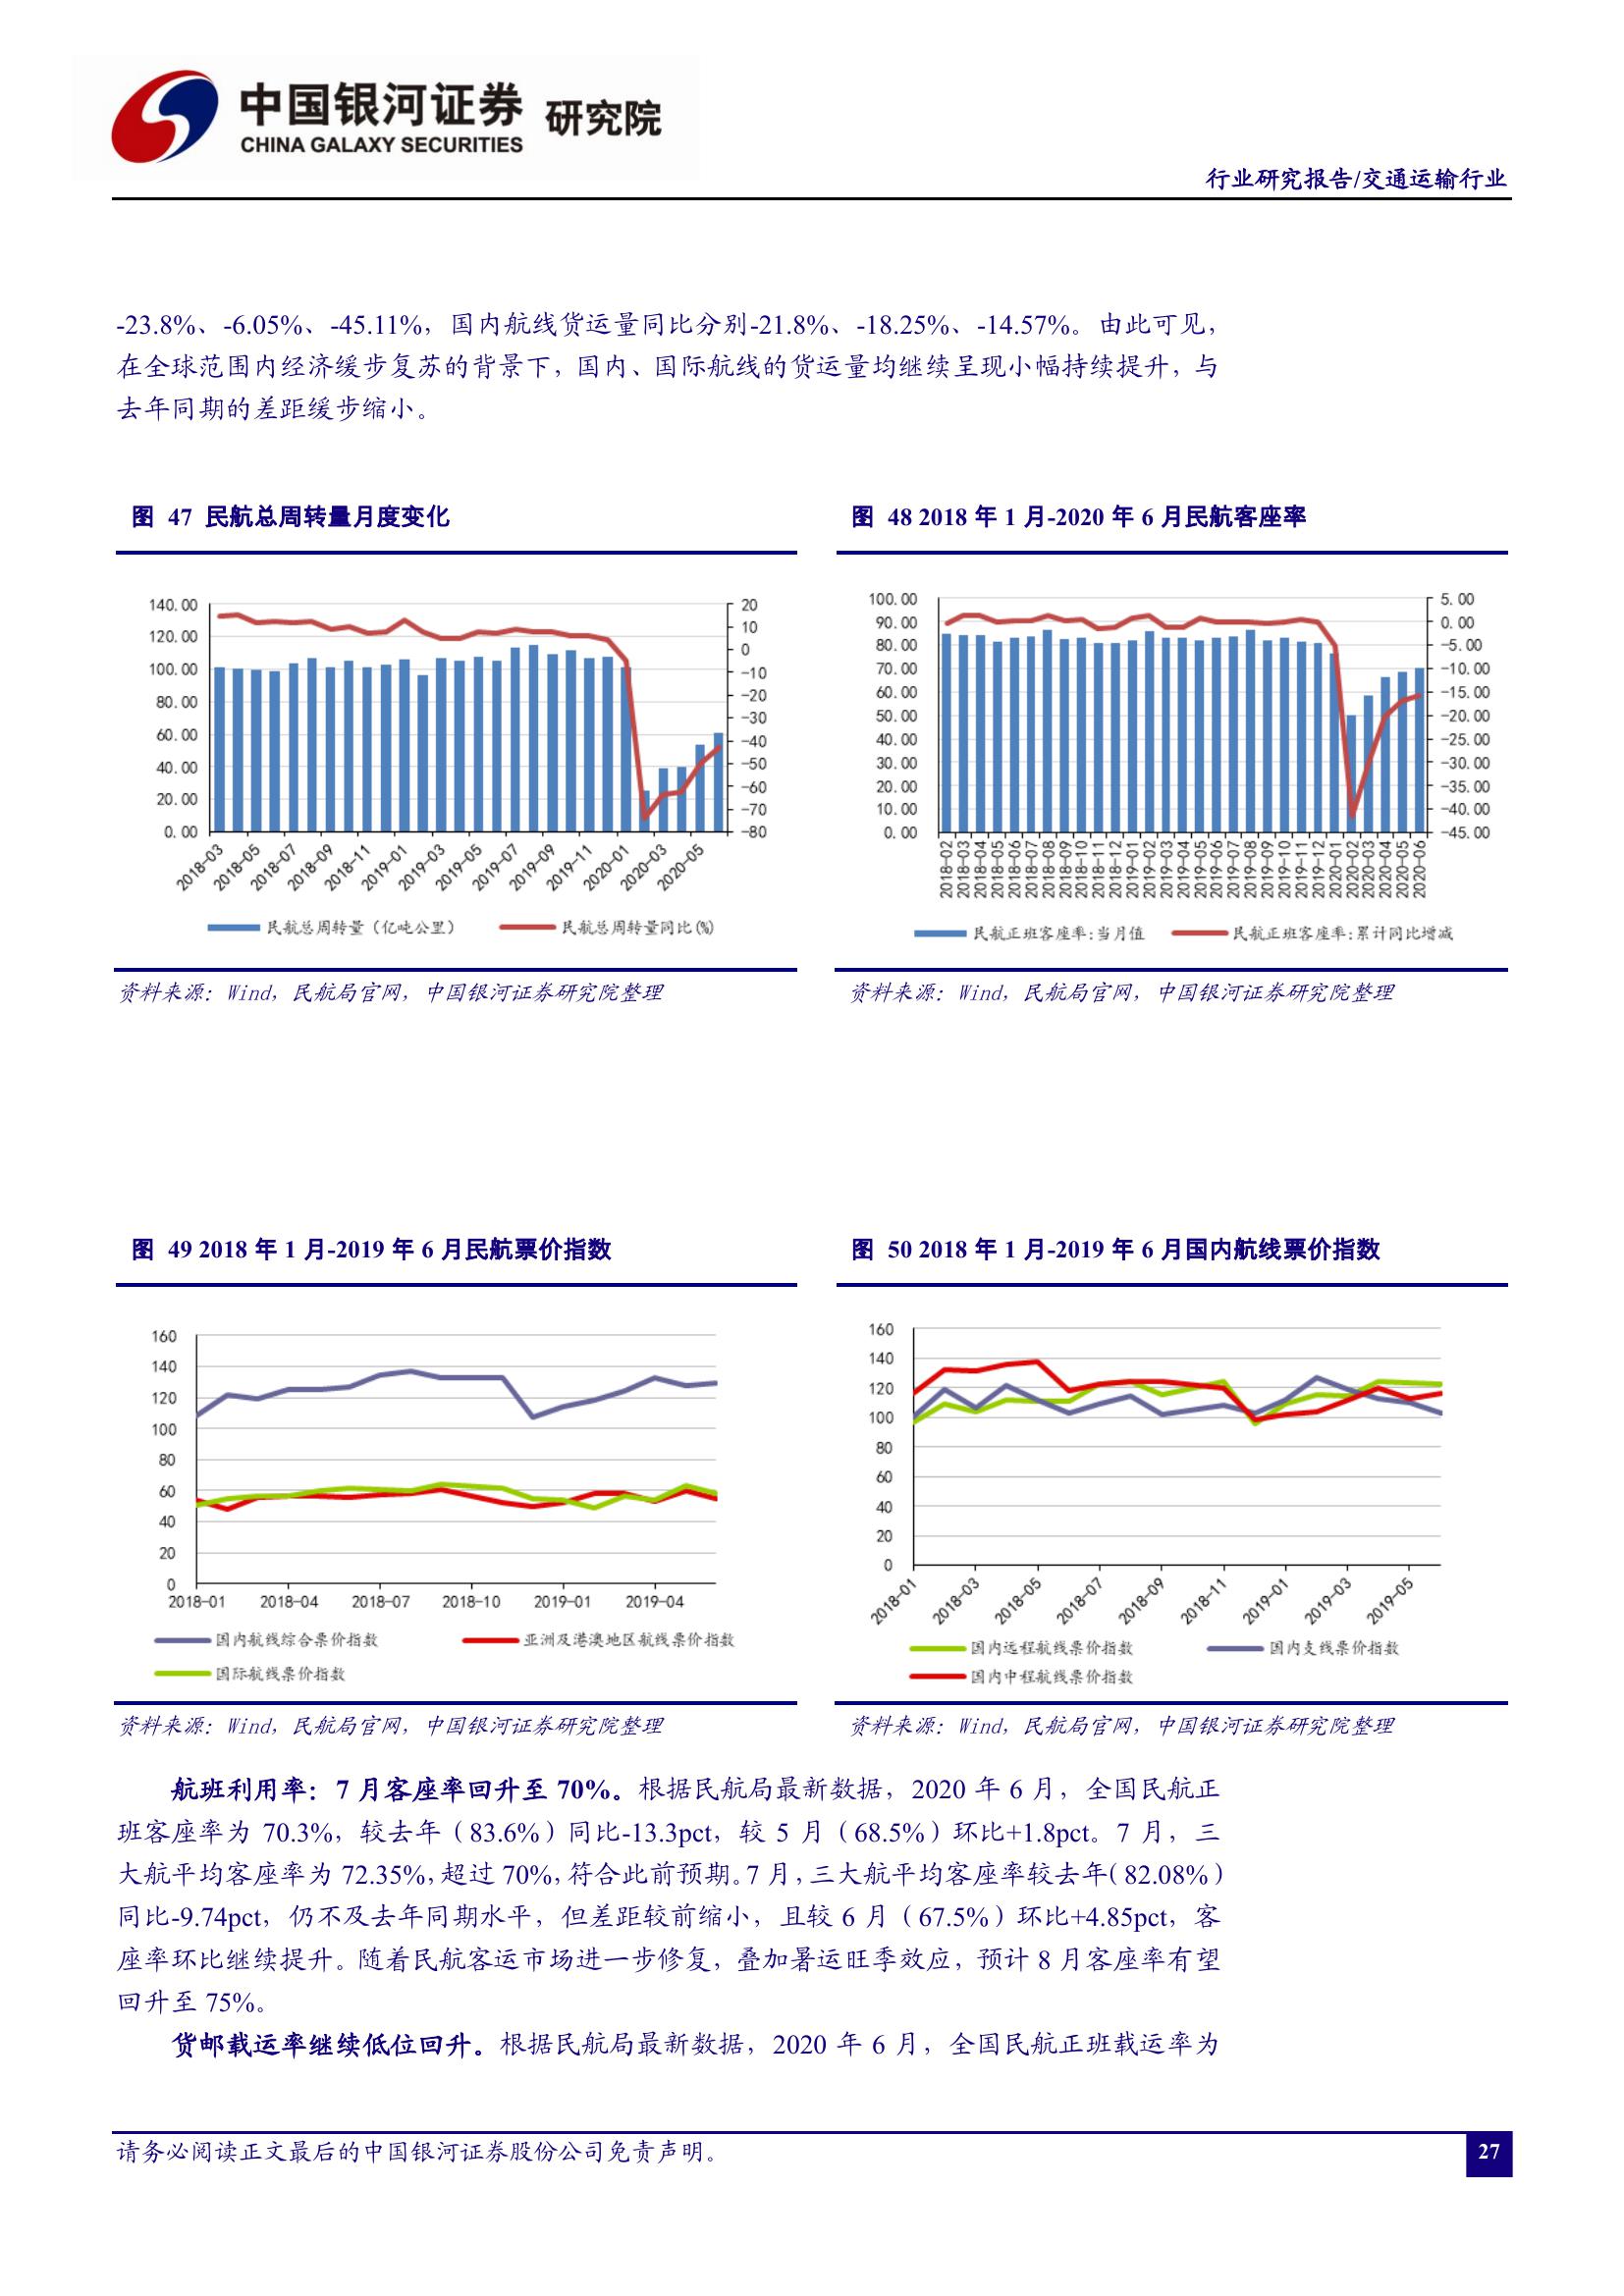 中国银河证券 研究院
CHINA GALAXY SECURITIES
行业研究报告/交通运输行业
-23.8%、-6.05%、-45.11%，国内航线货运量同比分别-21.8%、-18.25%、-14.57%。由此可见，
在全球范围内经济缓步复苏的背景下，国内、国际航线的货运量均继续呈现小幅持续提升，与
去年同期的差距缓步缩小。
图 47 民航总周转量月度变化
140.00
120.00
100.00
80.00
60.00
40.00
20.00
0.00
20
10
0
-10
-20
-30
-40
-50
-60
-70
-80
2018-03 2018-05 2018-07 2018-09 2018-11 2019-01 2019-03 2019-05 2019-07 2019-09 2019-11 2020-01 2020-03 2020-05
民航总周转量（亿吨公里） 民航总周转量同比(%)
资料来源：Wind，民航局官网，中国银河证券研究院整理
图 48 2018 年 1 月-2020 年 6 月民航客座率
100.00
90.00
80.00
70.00
60.00
50.00
40.00
30.00
20.00
10.00
0.00
5.00
0.00
-5.00
-10.00
-15.00
-20.00
-25.00
-30.00
-35.00
-40.00
-45.00
2018-02 2018-03 2018-04 2018-05 2018-06 2018-07 2018-08 2018-09 2018-10 2018-11 2018-12 2019-01 2019-02 2019-03 2019-04 2019-05 2019-06 2019-07 2019-08 2019-09 2019-10 2019-11 2019-12 2020-01 2020-02 2020-03 2020-04 2020-05 2020-06
民航正班客座率:当月值 民航正班客座率:累计同比增减
资料来源：Wind，民航局官网，中国银河证券研究院整理
图 49 2018 年 1 月-2019 年 6 月民航票价指数
160
140
120
100
80
60
40
20
0
2018-01 2018-04 2018-07 2018-10 2019-01 2019-04
国内航线综合票价指数 亚洲及港澳地区航线票价指数
国际航线票价指数
资料来源：Wind，民航局官网，中国银河证券研究院整理
图 50 2018 年 1 月-2019 年 6 月国内航线票价指数
160
140
120
100
80
60
40
20
0
2018-01 2018-03 2018-05 2018-07 2018-09 2018-11 2019-01 2019-03 2019-05
国内远程航线票价指数 国内支线票价指数
国内中程航线票价指数
资料来源：Wind，民航局官网，中国银河证券研究院整理
航班利用率：7 月客座率回升至 70%。根据民航局最新数据，2020 年 6 月，全国民航正
班客座率为 70.3%，较去年（83.6%）同比-13.3pct，较 5 月（68.5%）环比+1.8pct。7 月，三
大航平均客座率为 72.35%，超过 70%，符合此前预期。7 月，三大航平均客座率较去年（82.08%）
同比-9.74pct，仍不及去年同期水平，但差距较前缩小，且较 6 月（67.5%）环比+4.85pct，客
座率环比继续提升。随着民航客运市场进一步修复，叠加暑运旺季效应，预计 8 月客座率有望
回升至 75%。
货邮载运率继续低位回升。根据民航局最新数据，2020 年 6 月，全国民航正班载运率为
请务必阅读正文最后的中国银河证券股份公司免责声明。
27